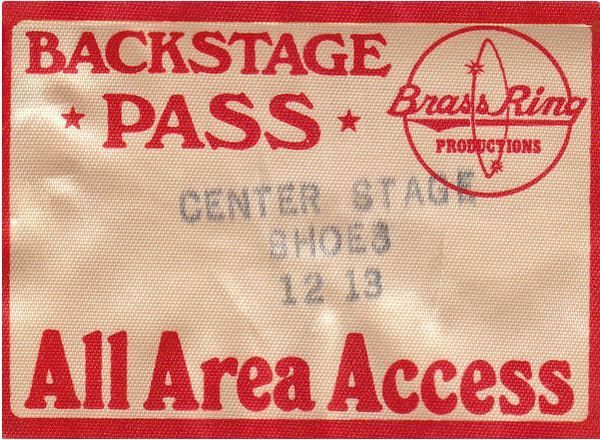 BACKSTAGE
★ PASS ★
Brass Ring
PRODUCTIONS
CENTER STAGE
SHOES
12 13
All Area Access